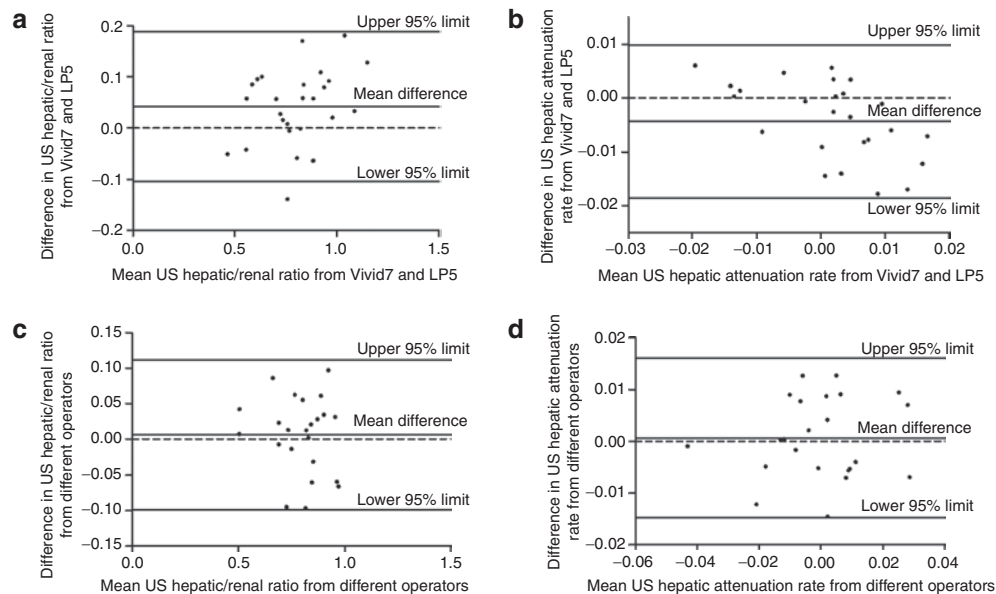 a
Difference in US hepatic/renal ratio
from Vivid7 and LP5
0.2
0.1
0.0
−0.1
−0.2
Upper 95% limit
Mean difference
Lower 95% limit
0.0 0.5 1.0 1.5
Mean US hepatic/renal ratio from Vivid7 and LP5
b
Difference in US hepatic attenuation
rate from Vivid7 and LP5
0.01
0.00
−0.01
−0.02
Upper 95% limit
Mean difference
Lower 95% limit
−0.03 −0.02 −0.01 0.00 0.01 0.02
Mean US hepatic attenuation rate from Vivid7 and LP5
c
Difference in US hepatic/renal ratio
from different operators
0.15
0.10
0.05
0.00
−0.05
−0.10
−0.15
Upper 95% limit
Mean difference
Lower 95% limit
0.0 0.5 1.0 1.5
Mean US hepatic/renal ratio from different operators
d
Difference in US hepatic attenuation
rate from different operators
0.02
0.01
0.00
−0.01
−0.02
Upper 95% limit
Mean difference
Lower 95% limit
−0.06 −0.04 −0.02 0.00 0.02 0.04
Mean US hepatic attenuation rate from different operators